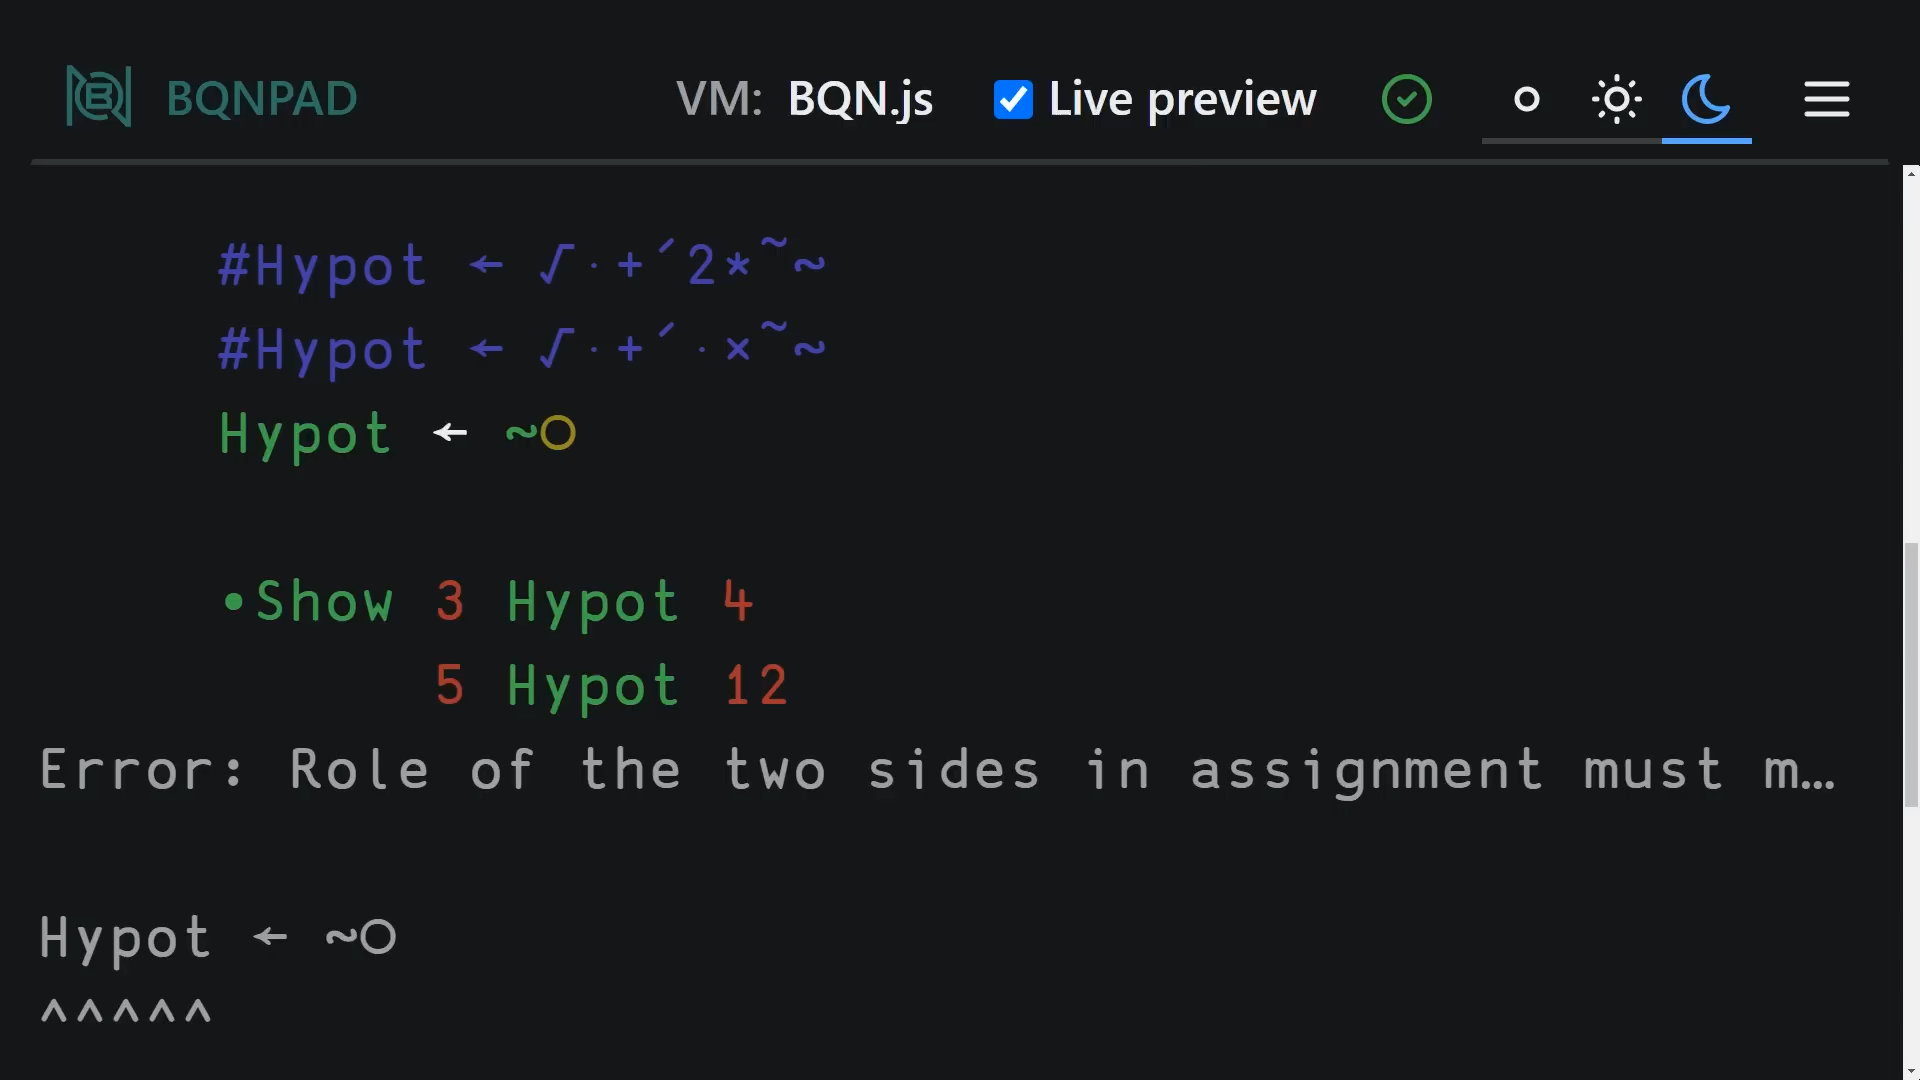 BQNPAD
VM: BQN.js
Live preview
#Hypot ← √·+´2⋆˜∾
#Hypot ← √·+´·×˜∾
Hypot ← ∾○
•Show 3 Hypot 4
5 Hypot 12
Error: Role of the two sides in assignment must m…
Hypot ← ∾○
^^^^^